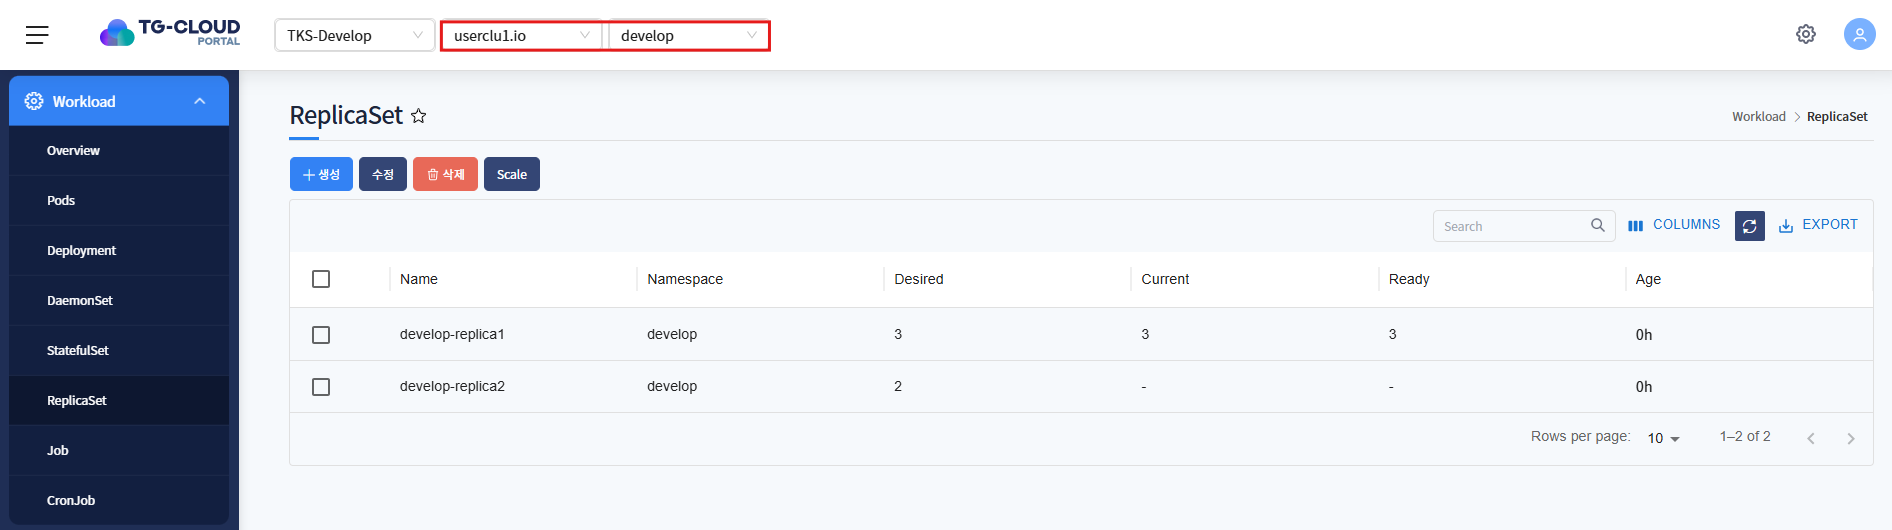 TG-CLOUD
PORTAL
TKS-Develop
userclu1.io
develop
Workload
Overview
Pods
Deployment
DaemonSet
StatefulSet
ReplicaSet
Job
CronJob
ReplicaSet
Workload > ReplicaSet
+ 생성 수정 삭제 Scale
Search COLUMNS EXPORT
Name Namespace Desired Current Ready Age
develop-replica1 develop 3 3 3 0h
develop-replica2 develop 2 - - 0h
Rows per page: 10 1–2 of 2